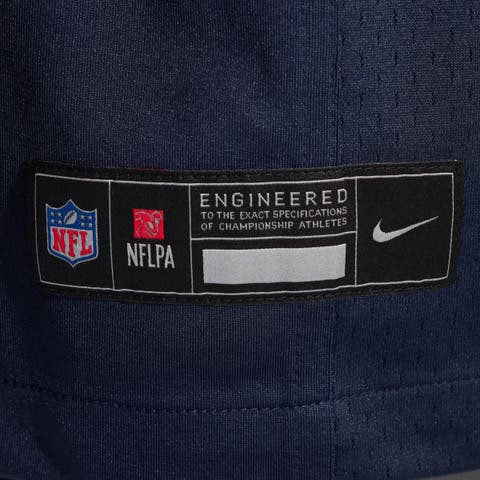 NFL
NFLPA
ENGINEERED
TO THE EXACT SPECIFICATIONS
OF CHAMPIONSHIP ATHLETES